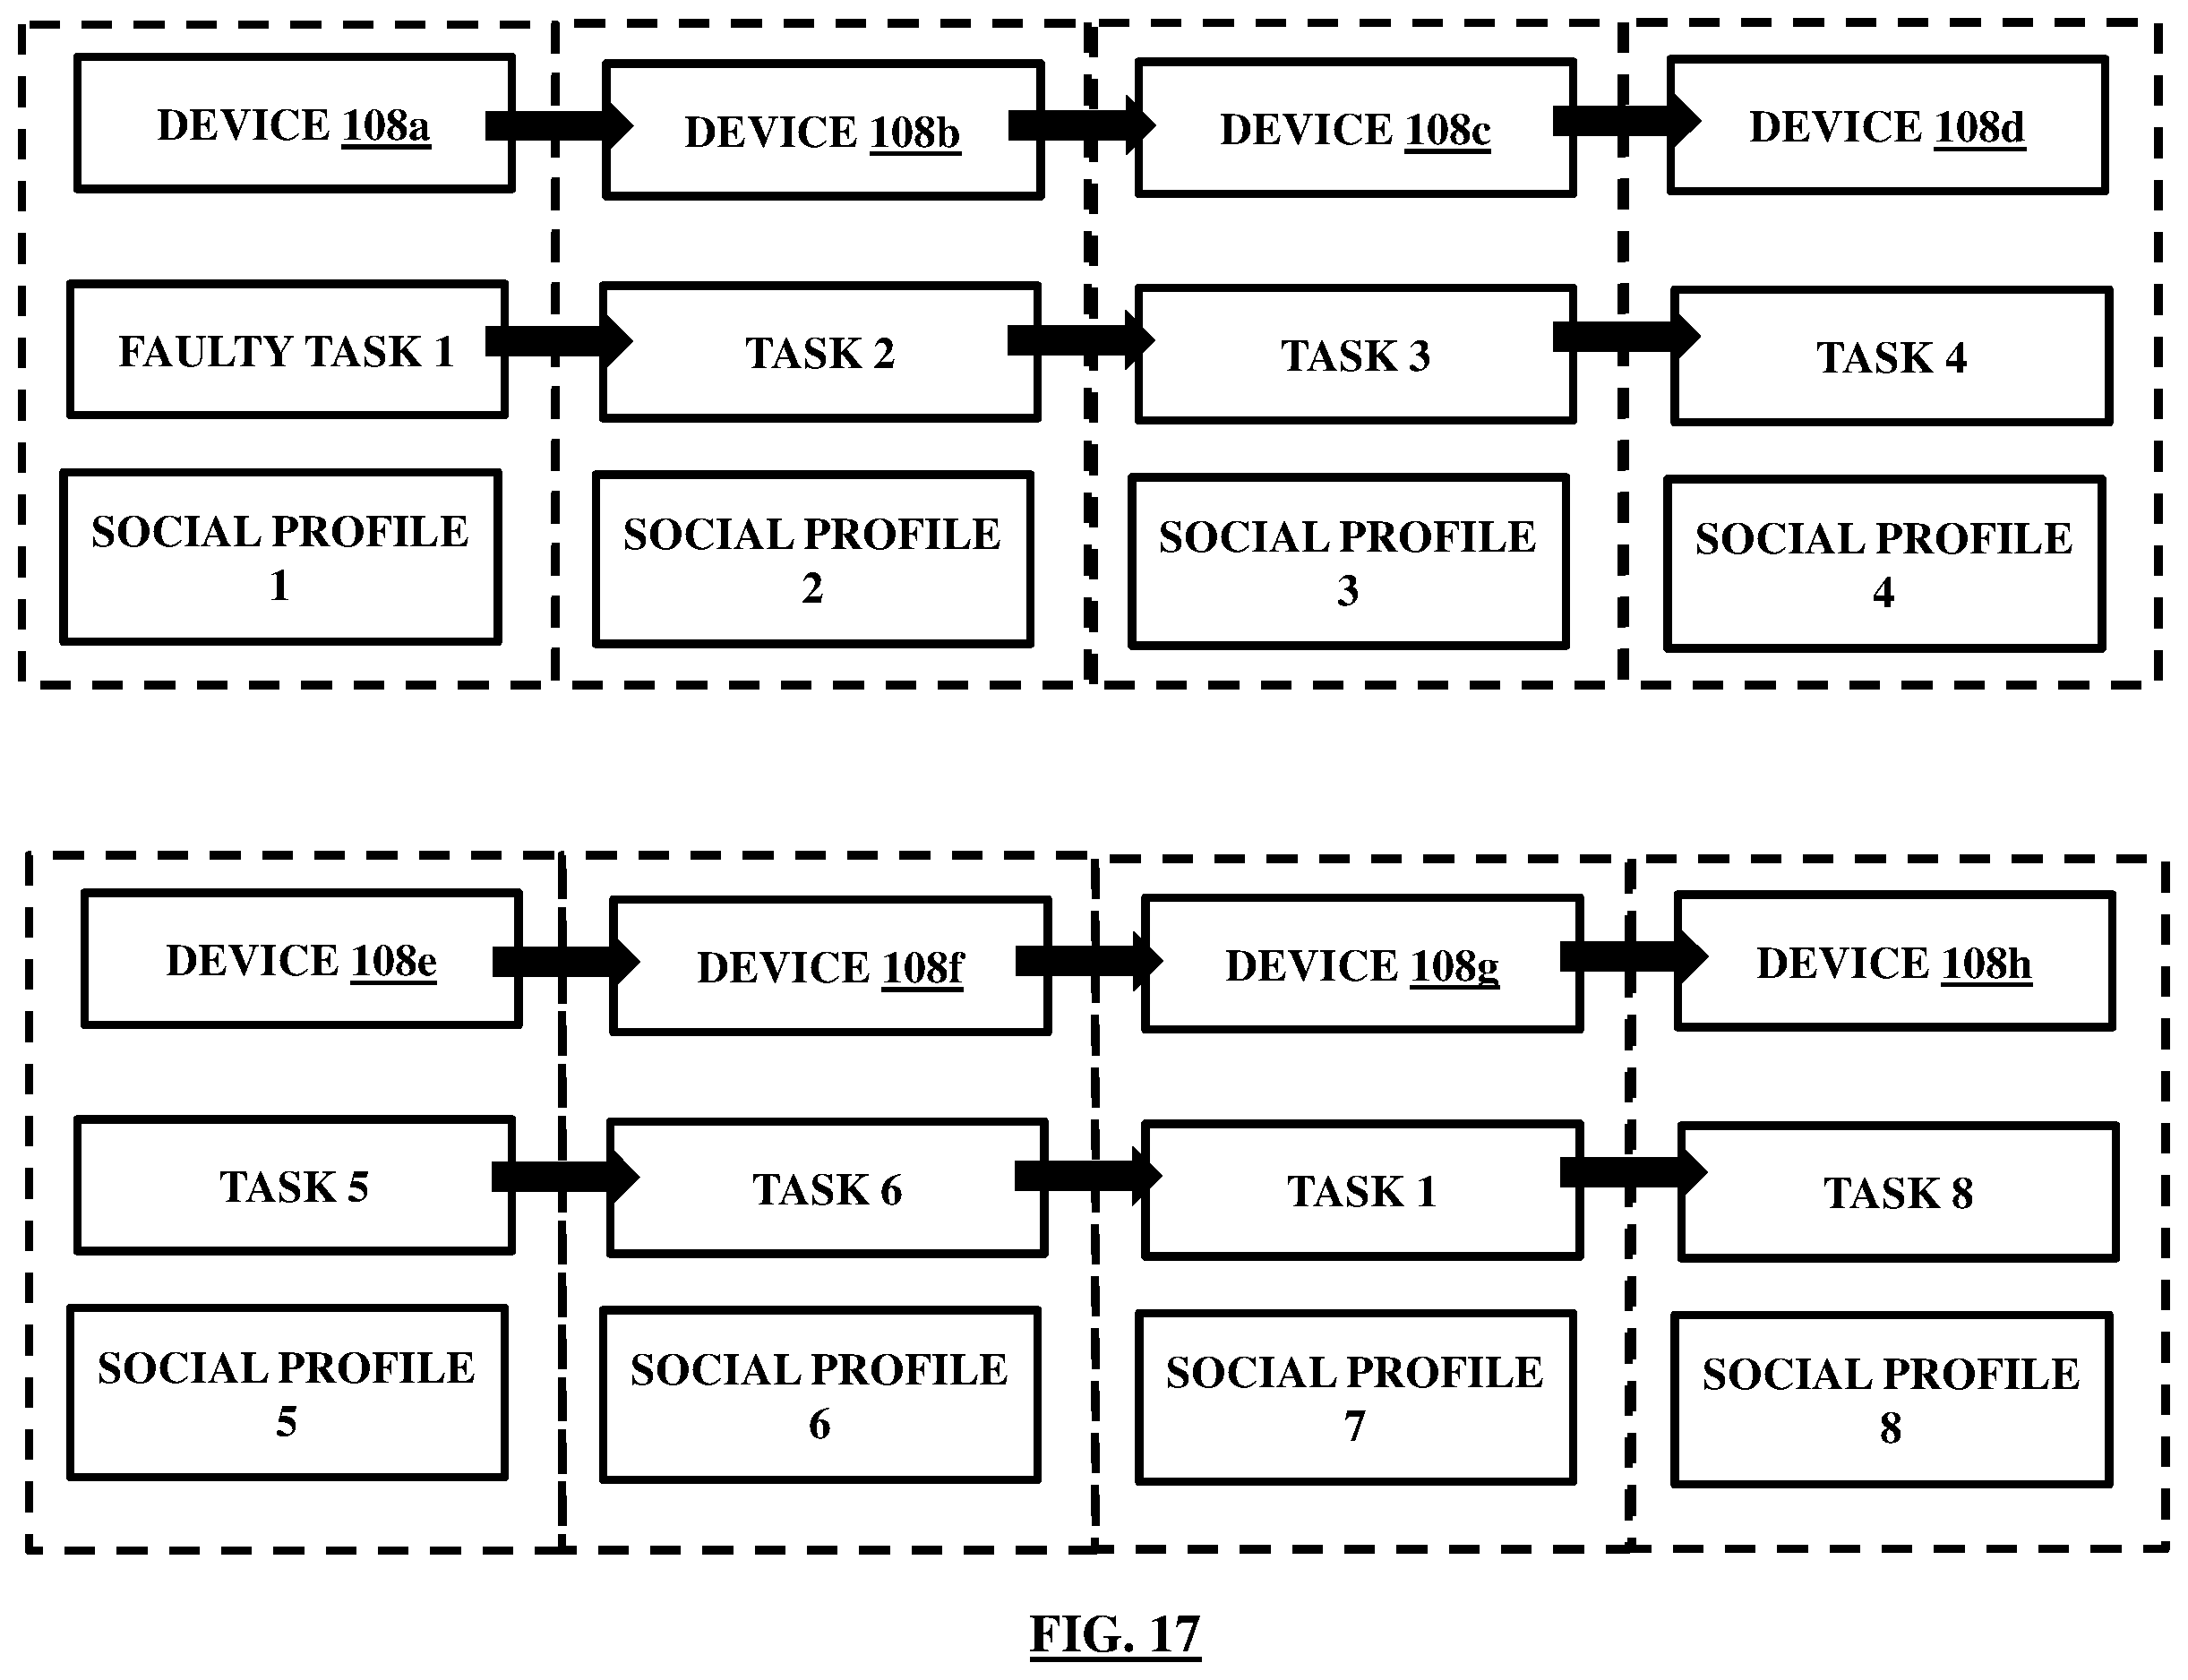 DEVICE 108a
DEVICE 108b
DEVICE 108c
DEVICE 108d
FAULTY TASK 1
TASK 2
TASK 3
TASK 4
SOCIAL PROFILE
1
SOCIAL PROFILE
2
SOCIAL PROFILE
3
SOCIAL PROFILE
4
DEVICE 108e
DEVICE 108f
DEVICE 108g
DEVICE 108h
TASK 5
TASK 6
TASK 1
TASK 8
SOCIAL PROFILE
5
SOCIAL PROFILE
6
SOCIAL PROFILE
7
SOCIAL PROFILE
8
FIG. 17